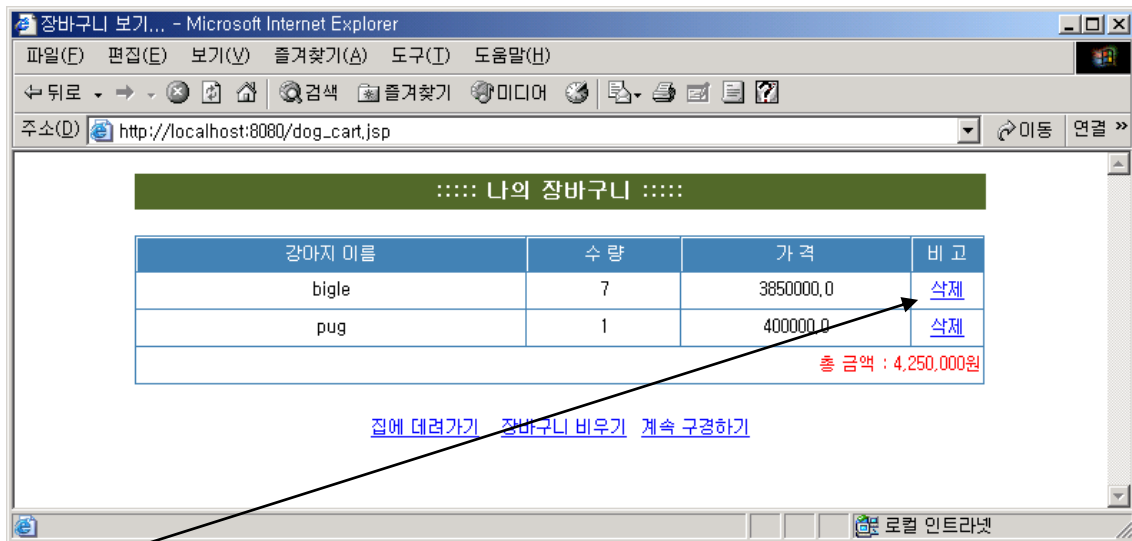 장바구니 보기... - Microsoft Internet Explorer
파일(F) 편집(E) 보기(V) 즐겨찾기(A) 도구(T) 도움말(H)
뒤로 검색 즐겨찾기 미디어
주소(D) http://localhost:8080/dog_cart.jsp 이동 연결 »
::::: 나의 장바구니 :::::
강아지 이름 수 량 가 격 비 고
bigle 7 3850000.0 삭제
pug 1 400000.0 삭제
총 금액 : 4,250,000원
집에 데려가기 장바구니 비우기 계속 구경하기
로컬 인트라넷